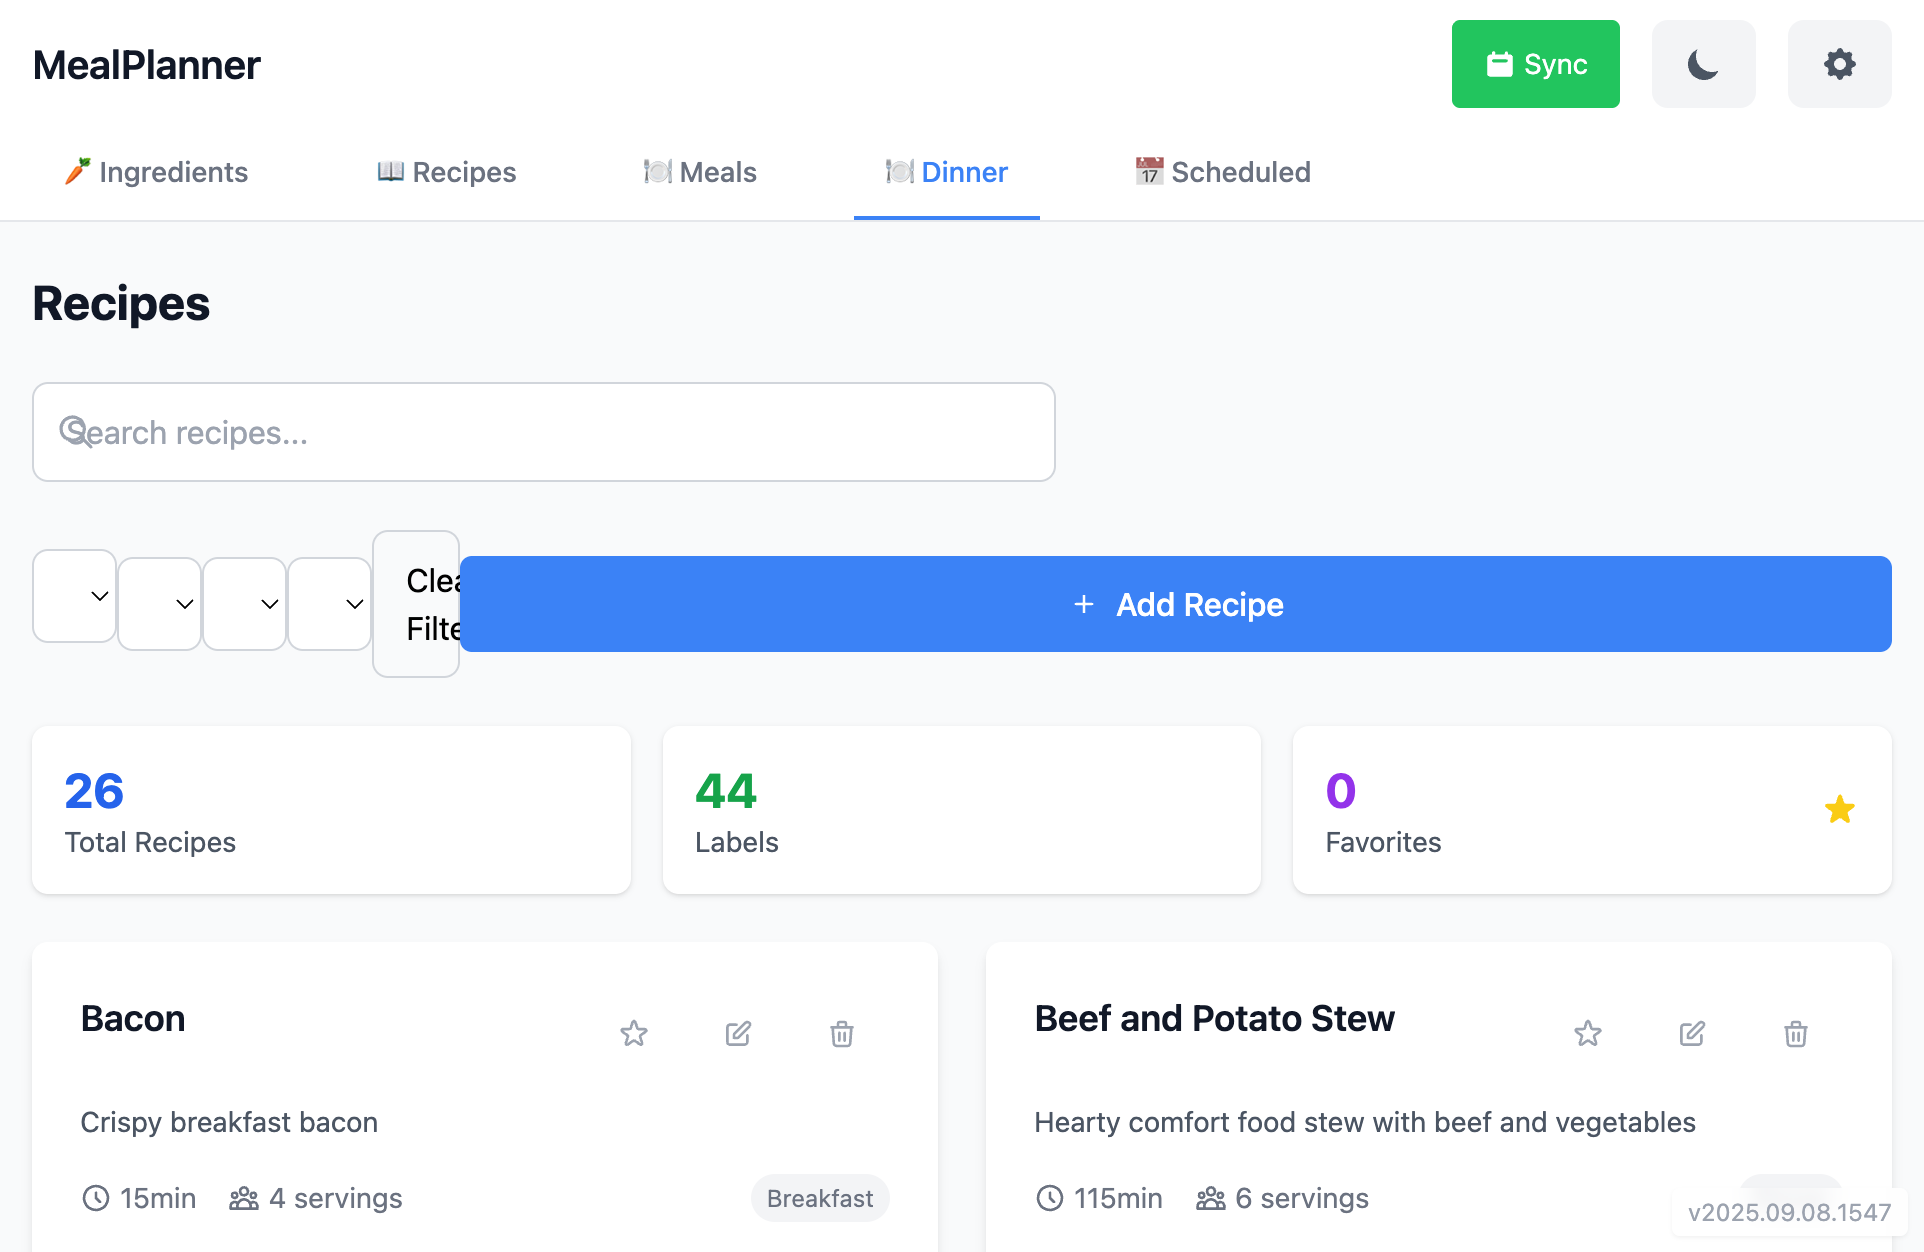 MealPlanner
Sync
Ingredients
Recipes
Meals
Dinner
17
Scheduled
Recipes
Search recipes...
Clea
Filte
+ Add Recipe
26
Total Recipes
44
Labels
0
Favorites
Bacon
Crispy breakfast bacon
15min
4 servings
Breakfast
Beef and Potato Stew
Hearty comfort food stew with beef and vegetables
115min
6 servings
v2025.09.08.1547